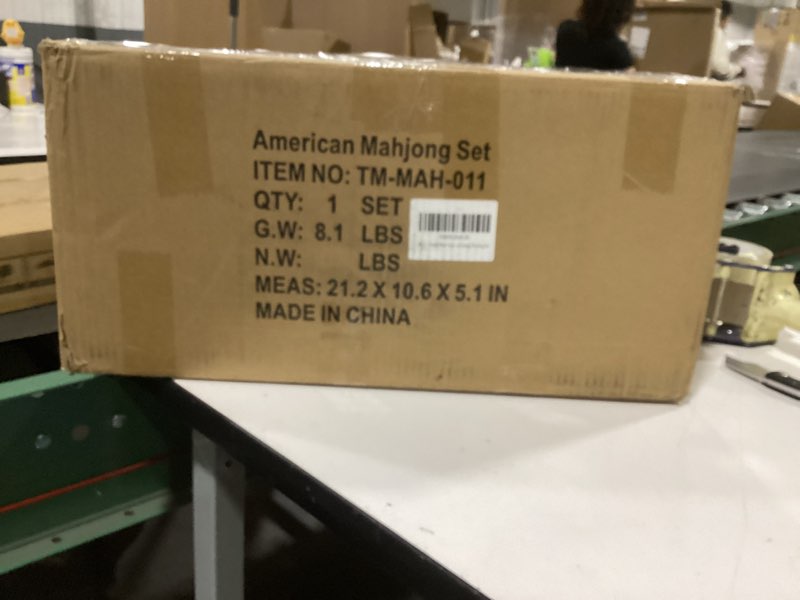 American Mahjong Set
ITEM NO: TM-MAH-011
QTY: 1 SET
G.W: 8.1 LBS
N.W: LBS
MEAS: 21.2 X 10.6 X 5.1 IN
MADE IN CHINA